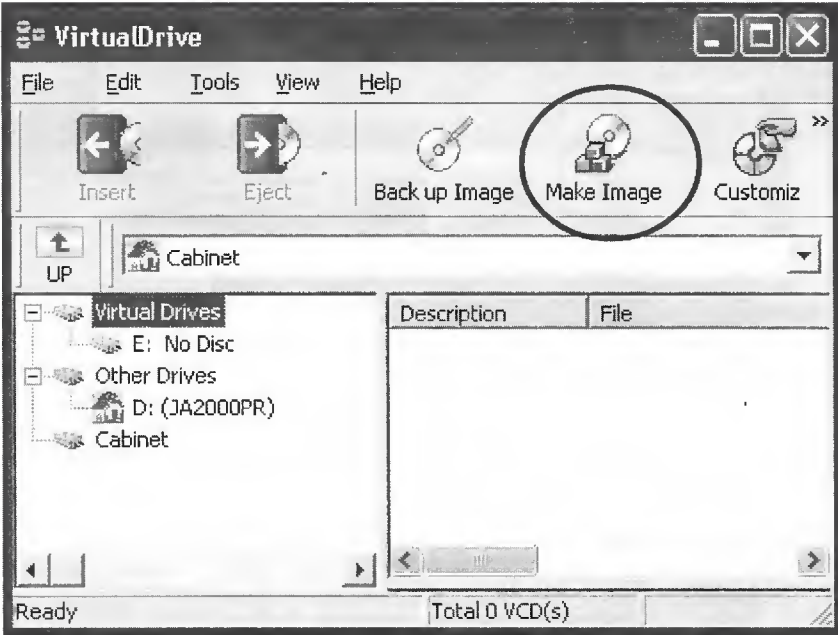 VirtualDrive
File Edit Tools View Help
»
Insert Eject Back up Image Make Image Customiz
UP Cabinet
Virtual Drives Description File
E: No Disc
Other Drives
D: (JA2000PR)
Cabinet
Ready Total 0 VCD(s)